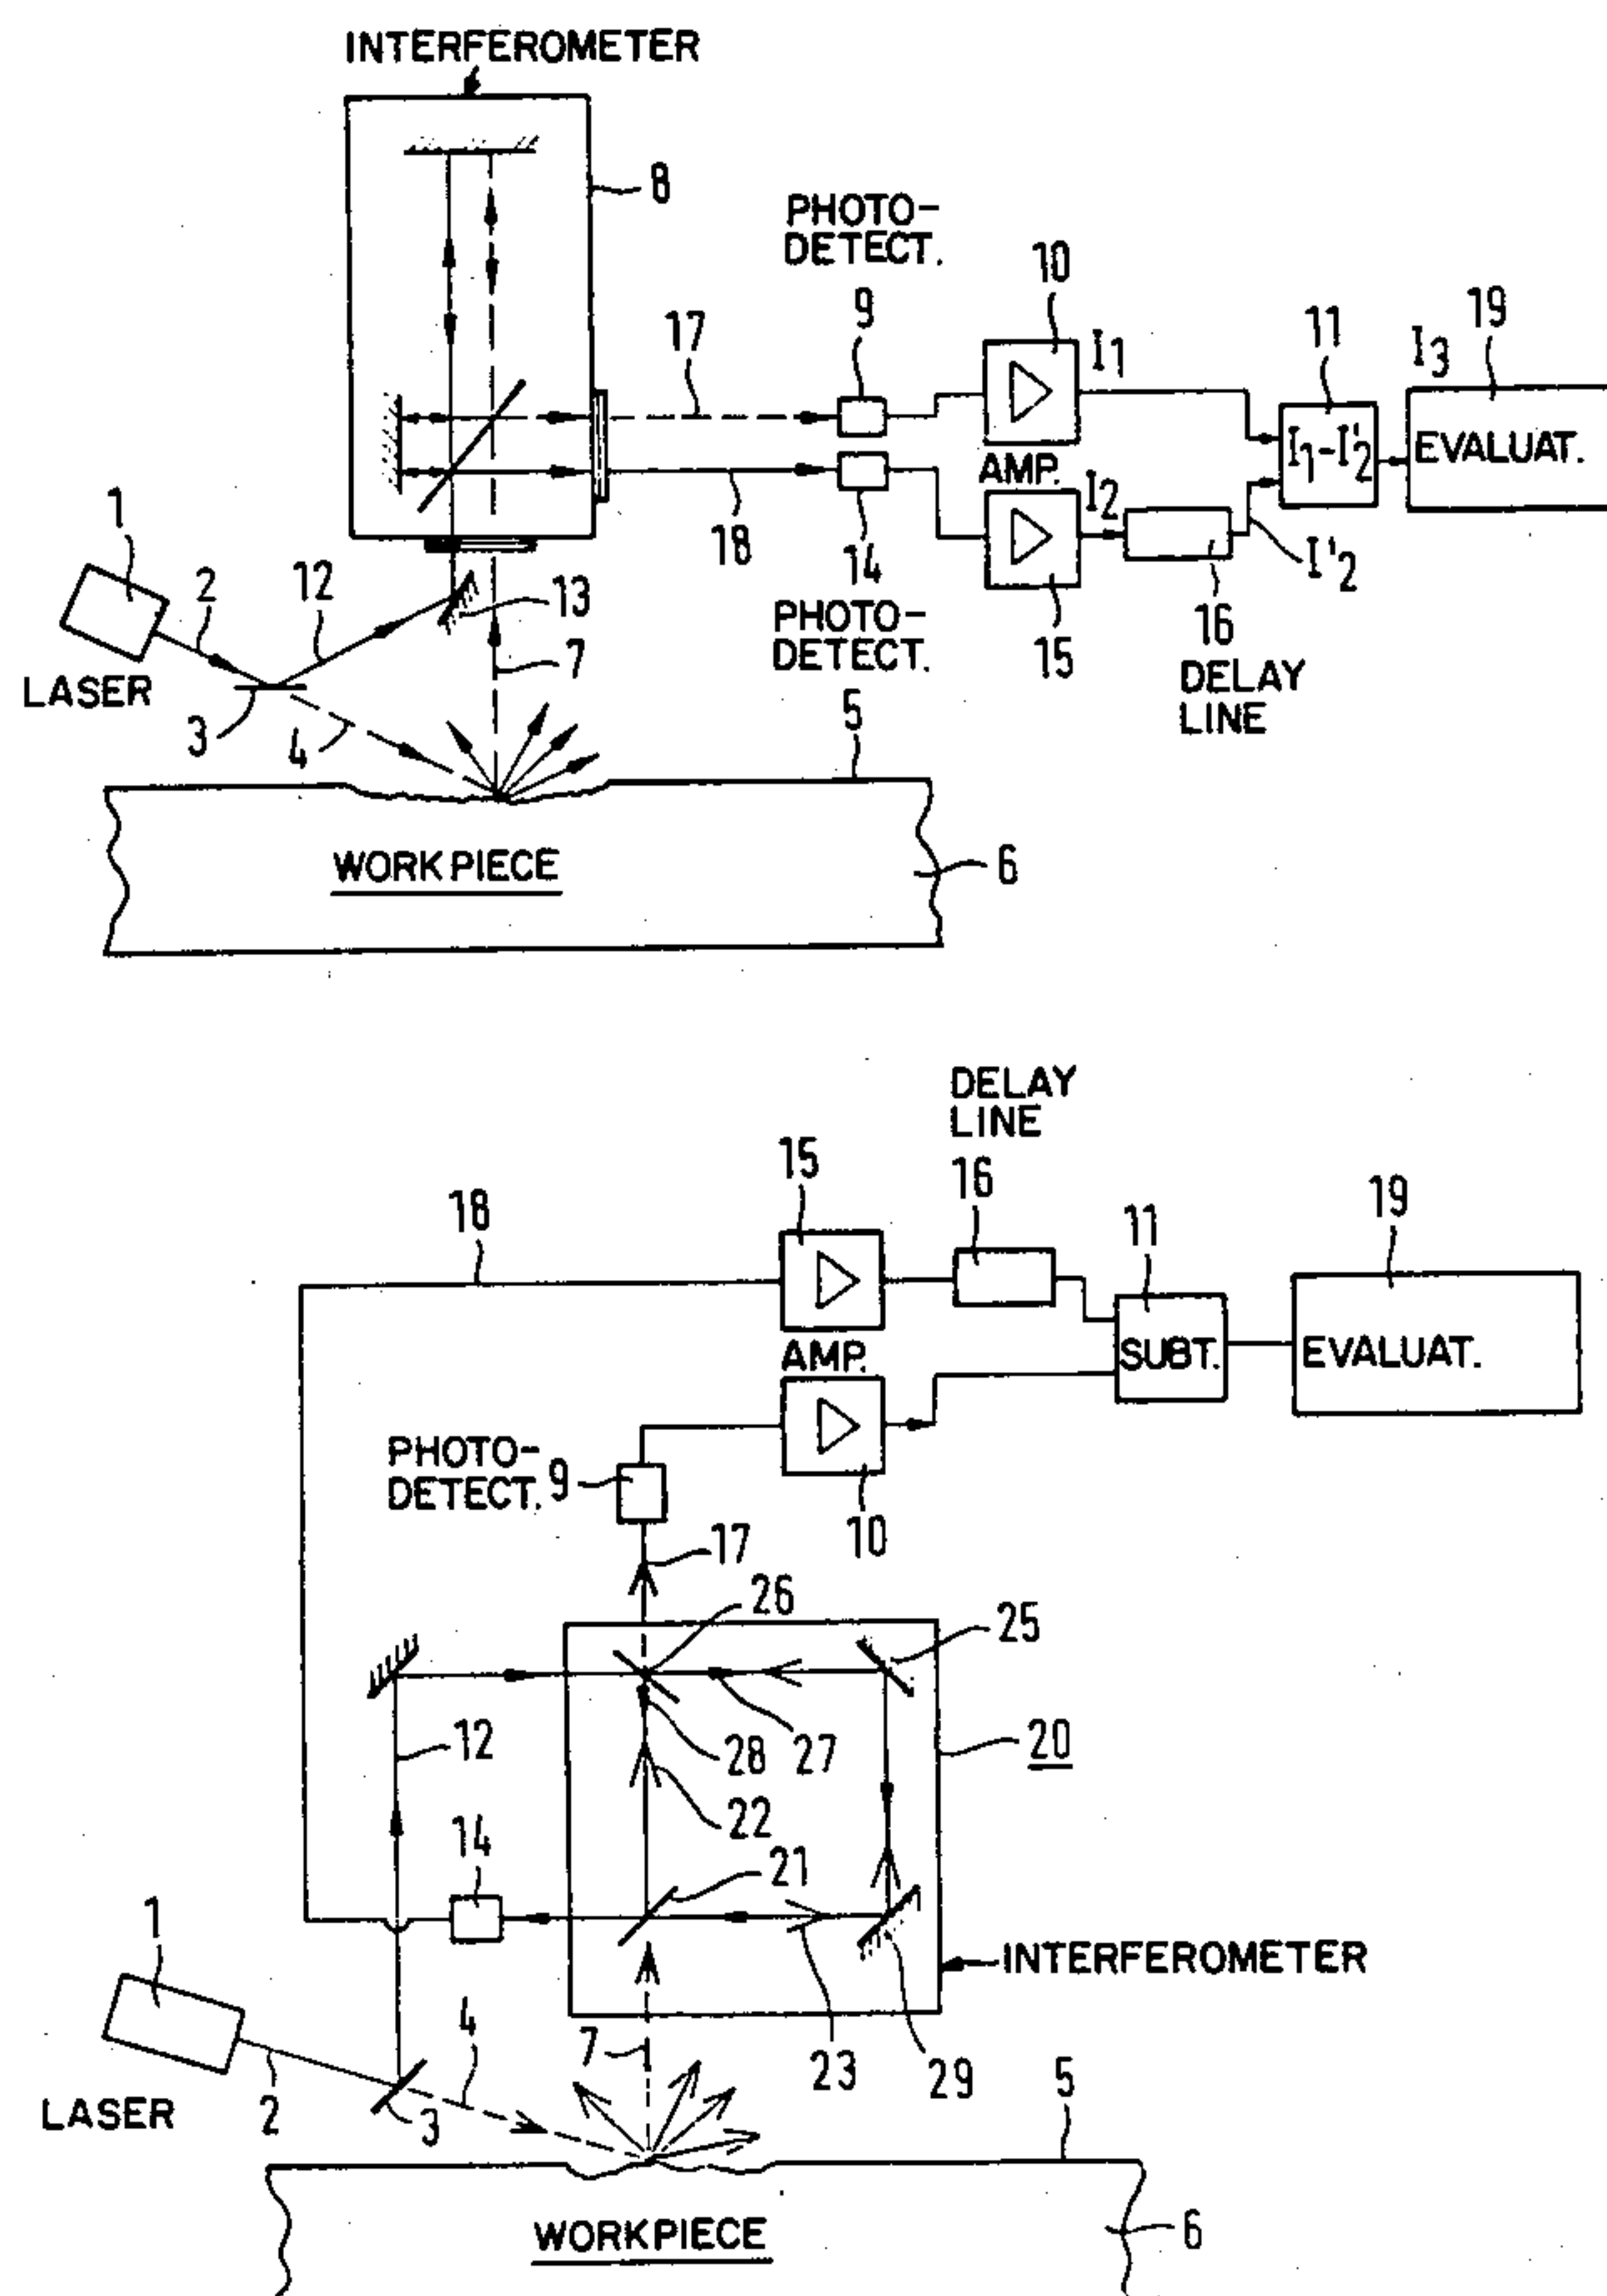 INTERFEROMETER
8
PHOTO-
DETECT.
10
9
17
I1
11
I3
19
I1-I'2
EVALUAT.
AMP.
I2
18
14
I'2
1
2
12
13
16
PHOTO-
DETECT.
15
7
LASER
3
4
5
DELAY
LINE
WORKPIECE
6
DELAY
LINE
15
16
18
11
19
SUBT.
EVALUAT.
AMP.
PHOTO-
DETECT.
9
10
17
26
25
12
28
27
20
22
14
21
1
INTERFEROMETER
4
7
23
29
5
LASER
2
3
WORKPIECE
6